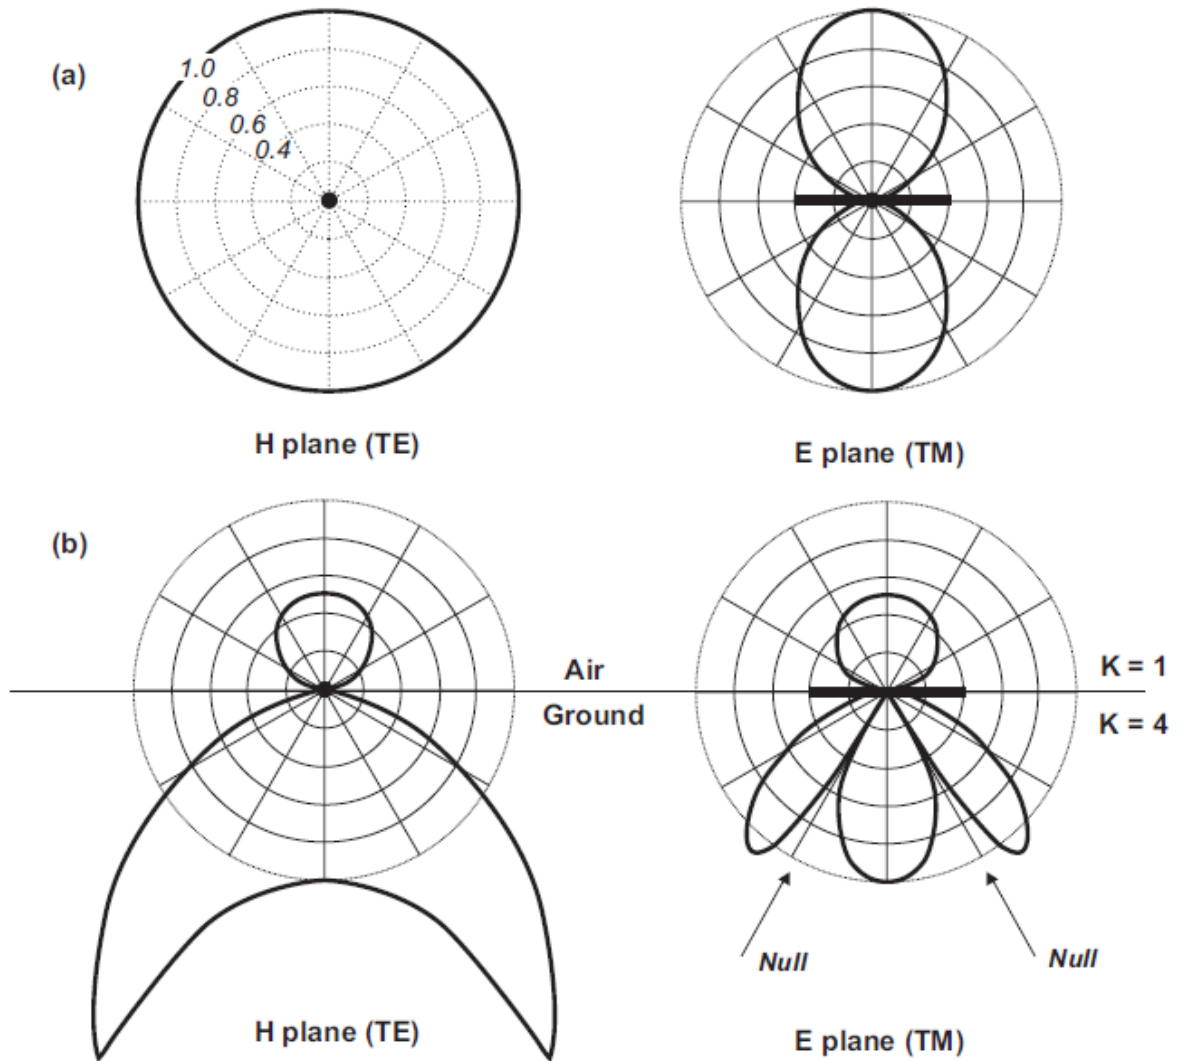 (a)
1.0
0.8
0.6
0.4
H plane (TE)
E plane (TM)
(b)
Air
Ground
K = 1
K = 4
Null
Null
H plane (TE)
E plane (TM)